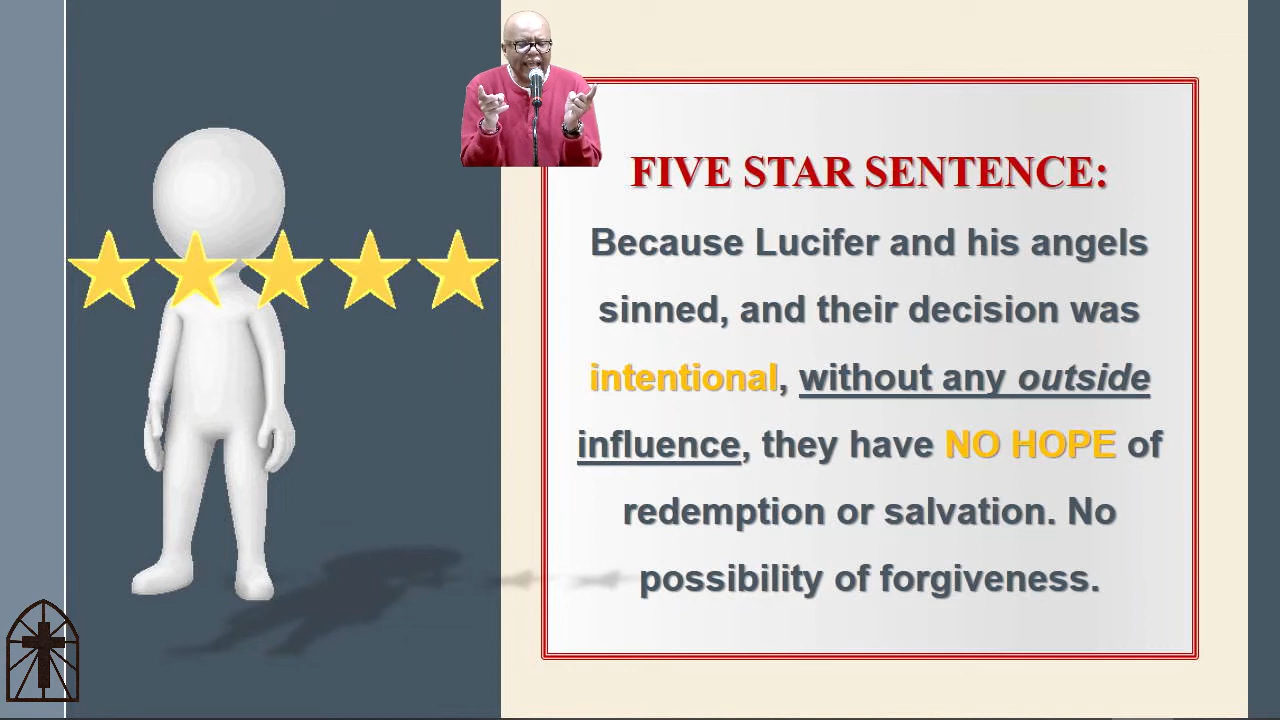 FIVE STAR SENTENCE:
Because Lucifer and his angels
sinned, and their decision was
intentional, without any outside
influence, they have NO HOPE of
redemption or salvation. No
possibility of forgiveness.